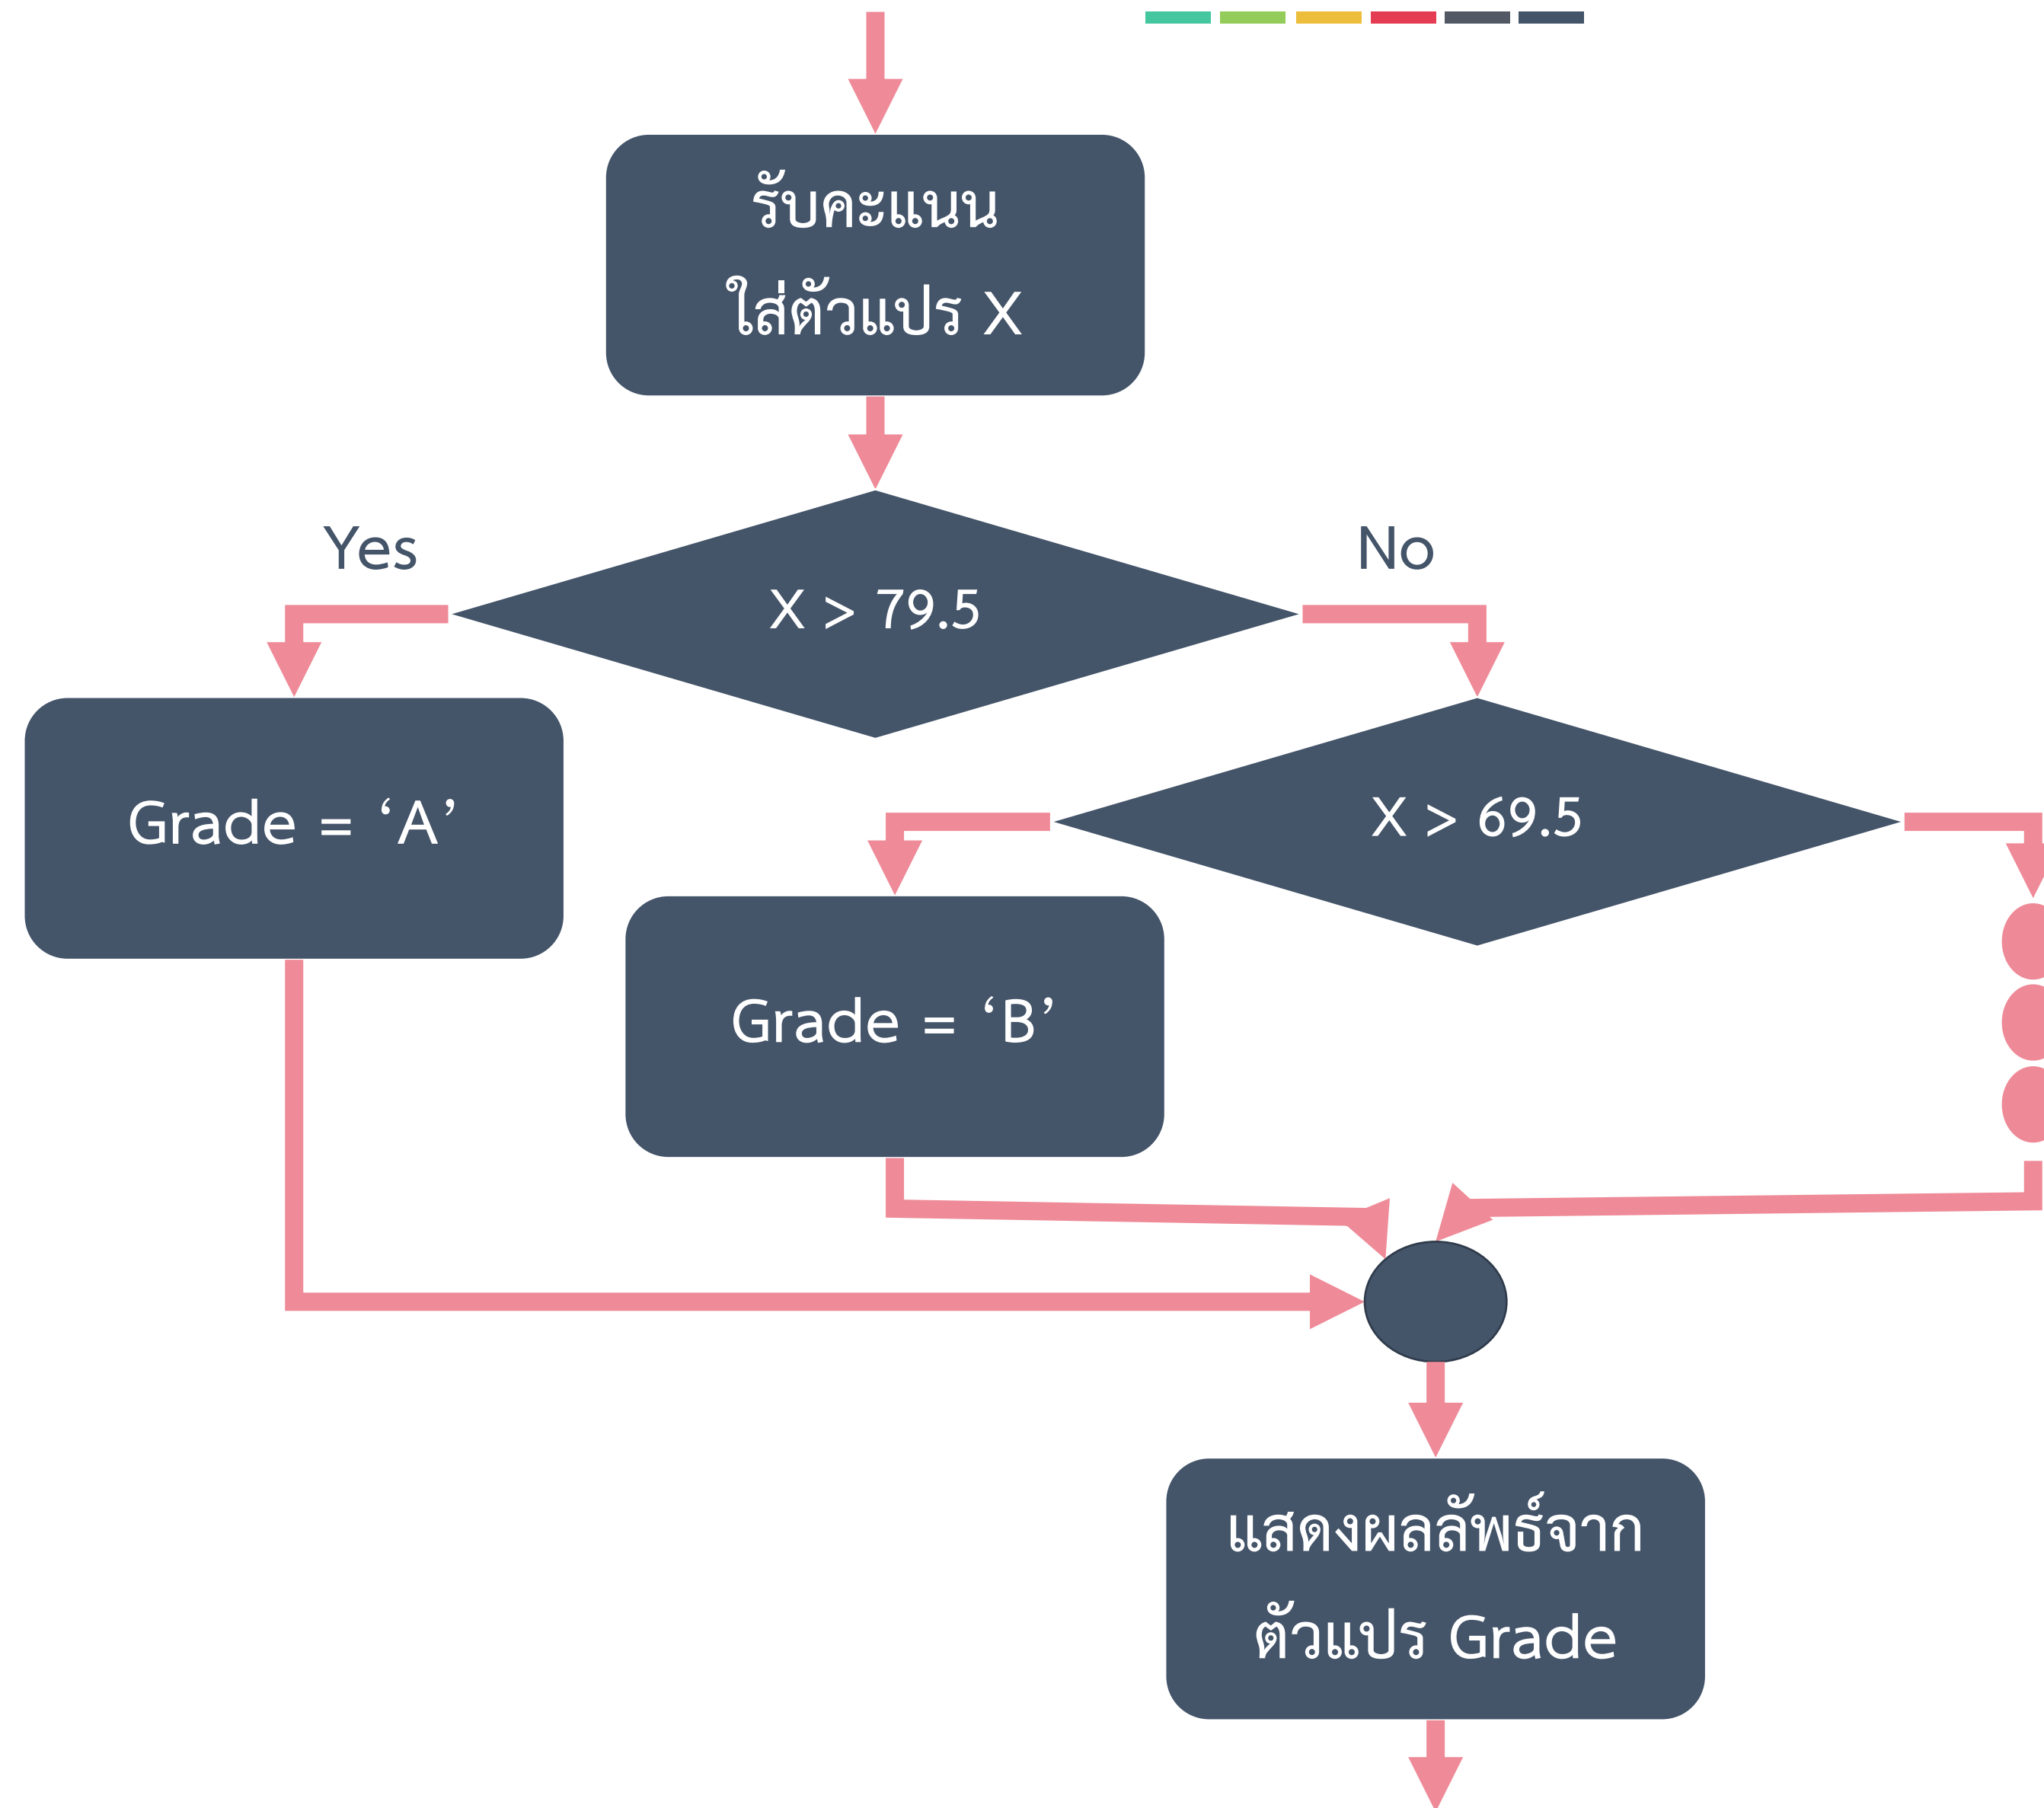 รับคะแนน
ใส่ตัวแปร X
Yes
No
X > 79.5
Grade = ‘A’
X > 69.5
Grade = ‘B’
แสดงผลลัพธ์จาก
ตัวแปร Grade